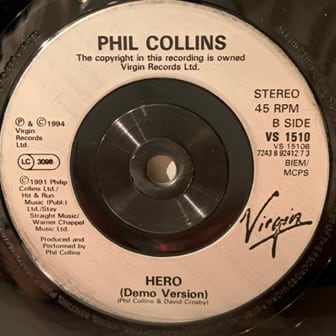 PHIL COLLINS
The copyright in this recording is owned
Virgin Records Ltd.
STEREO
45 RPM
B SIDE
VS 1510
VS 1510B
7243 8 92412 7 3
BIEM/
MCPS
℗ & © 1994
Virgin
Records
Ltd.
LC 3098
©1991 Philip
Collins Ltd./
Hit & Run
Music (Publ.)
Ltd./Stay
Straight Music/
Warner Chappel
Music Ltd.
Produced and
Performed by
Phil Collins
Virgin
HERO
(Demo Version)
(Phil Collins & David Crosby)